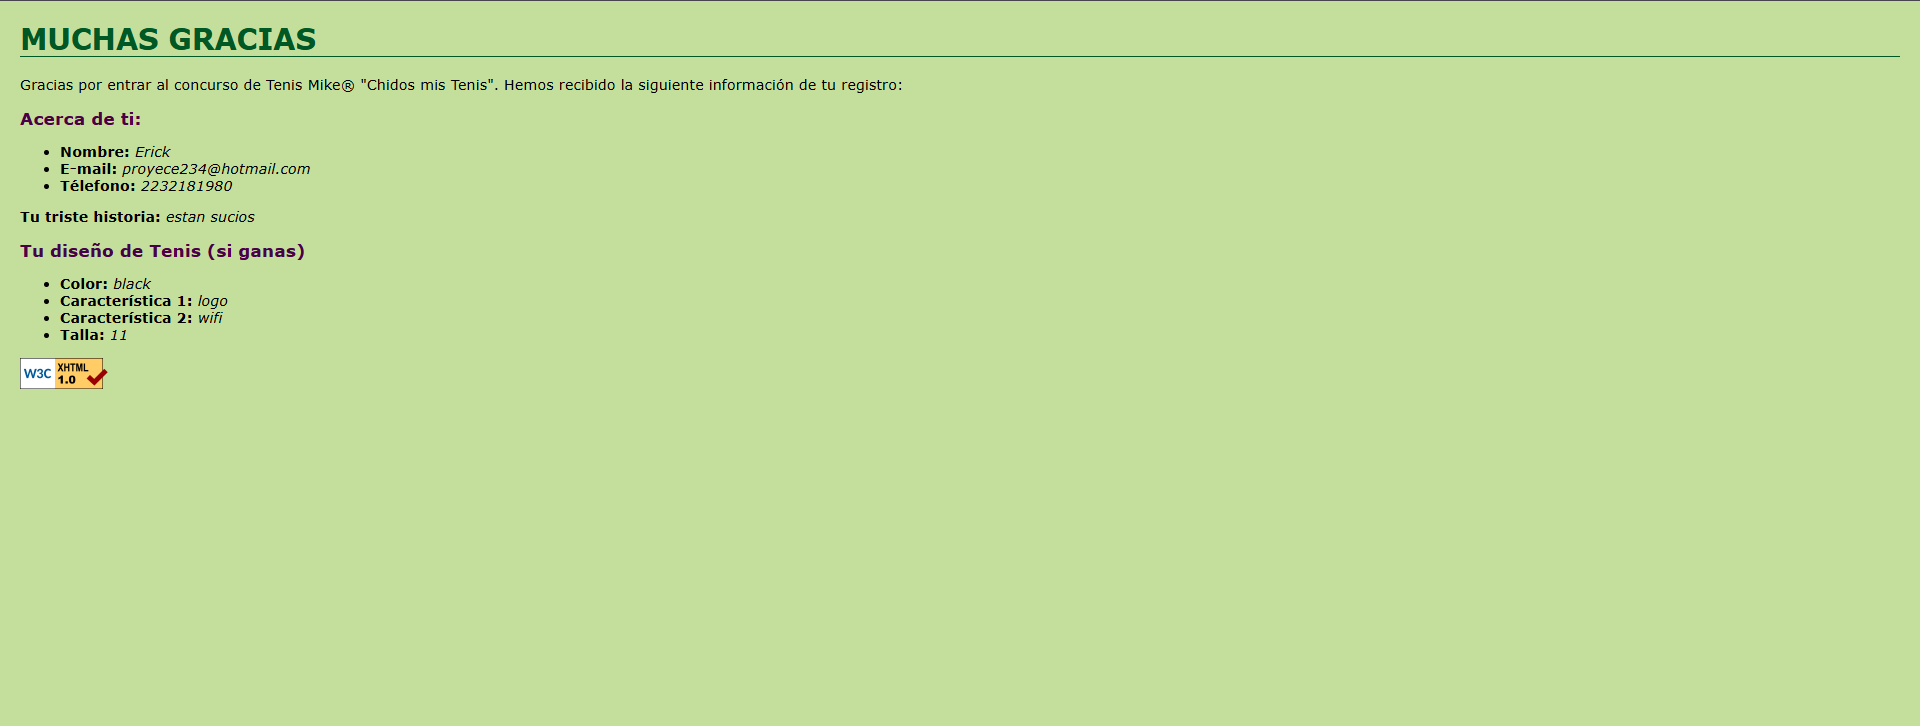 MUCHAS GRACIAS
Gracias por entrar al concurso de Tenis Mike® "Chidos mis Tenis". Hemos recibido la siguiente información de tu registro:
Acerca de ti:
• Nombre: Erick
• E-mail: proyece234@hotmail.com
• Télefono: 2232181980
Tu triste historia: estan sucios
Tu diseño de Tenis (si ganas)
• Color: black
• Característica 1: logo
• Característica 2: wifi
• Talla: 11
W3C XHTML 1.0